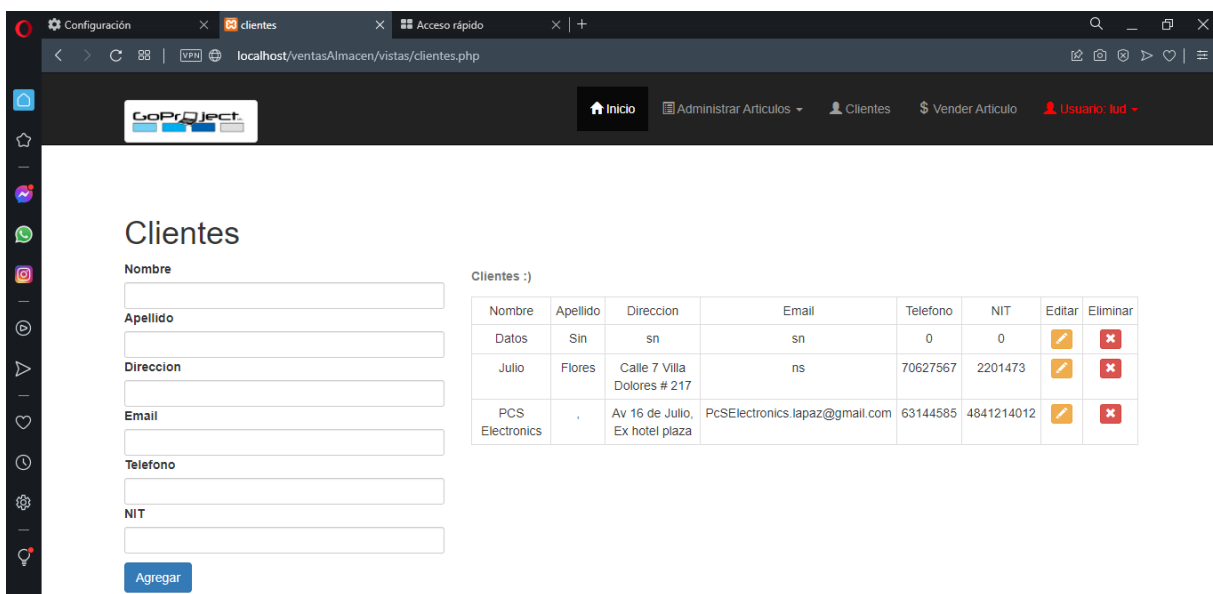 Configuración
clientes
Acceso rápido
VPN
localhost/ventasAlmacen/vistas/clientes.php
GoProject.
Inicio
Administrar Articulos
Clientes
$ Vender Articulo
Usuario: lud
Clientes
Nombre
Apellido
Direccion
Email
Telefono
NIT
Agregar
Clientes :)
Nombre Apellido Direccion Email Telefono NIT Editar Eliminar
Datos Sin sn sn 0 0
Julio Flores Calle 7 Villa ns 70627567 2201473
Dolores # 217
PCS , Av 16 de Julio, PcSElectronics.lapaz@gmail.com 63144585 4841214012
Electronics Ex hotel plaza